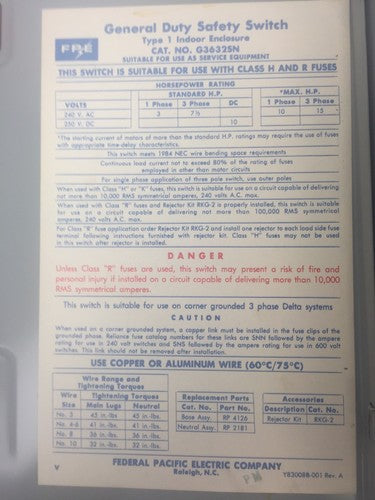 FPE
General Duty Safety Switch
Type 1 Indoor Enclosure
CAT. NO. G3632SN
SUITABLE FOR USE AS SERVICE EQUIPMENT
THIS SWITCH IS SUITABLE FOR USE WITH CLASS H AND R FUSES
HORSEPOWER RATING
STANDARD H.P. *MAX. H.P.
VOLTS 1 Phase 3 Phase DC 1 Phase 3 Phase
240 V. AC 3 7½ 10 15
250 V. DC 10
*The starting current of motors of more than the standard H.P. ratings may require the use of fuses
with appropriate time-delay characteristics.
This switch meets 1984 NEC wire bending space requirements
Continuous load current not to exceed 80% of the rating of fuses
employed in other than motor circuits
For single phase application of three pole switch, use outer poles
When used with Class "H" or "K" fuses, this switch is suitable for use on a circuit capable of delivering
not more than 10,000 RMS symmetrical amperes, 240 volts A.C. max.
When used with Class "R" fuses and Rejector Kit RKG-2 is properly installed, this switch is suitable
for use on a circuit capable of delivering not more than 100,000 RMS symmetrical
amperes, 240 volts A.C. max.
For Class "R" fuse application order Rejector Kit RKG-2 and install one rejector to each load side fuse
terminal following instructions furnished with rejector kit. Class "H" fuses may not be used
in this switch after rejector is installed.
DANGER
Unless Class "R" fuses are used, this switch may present a risk of fire and
personal injury if installed on a circuit capable of delivering more than 10,000
RMS symmetrical amperes.
This switch is suitable for use on corner grounded 3 phase Delta systems
CAUTION
When used on a corner grounded system, a copper link must be installed in the fuse clips of the
grounded phase. Reliance fuse catalog numbers for these links are SNN followed by the ampere
rating for use in 240 volt switches and SNS followed by the ampere rating for use in 600 volt
switches. This link should not be removed after installation.
USE COPPER OR ALUMINUM WIRE (60°C/75°C)
Wire Range and
Tightening Torques
Wire Size Tightening Torques
Main Lugs Neutral
No. 3 45 in.-lbs. 45 in.-lbs.
No. 4-6 41 in.-lbs. 41 in.-lbs.
No. 8 36 in.-lbs. 36 in.-lbs.
No. 10 32 in.-lbs. 32 in.-lbs.
Replacement Parts
Cat. No. Part No.
Base Assy. RP 4126
Neutral Assy. RP 2181
Accessories
Description Cat. No.
Rejector Kit RKG-2
V FEDERAL PACIFIC ELECTRIC COMPANY
Raleigh, N.C.
Y83008B-001 Rev. A